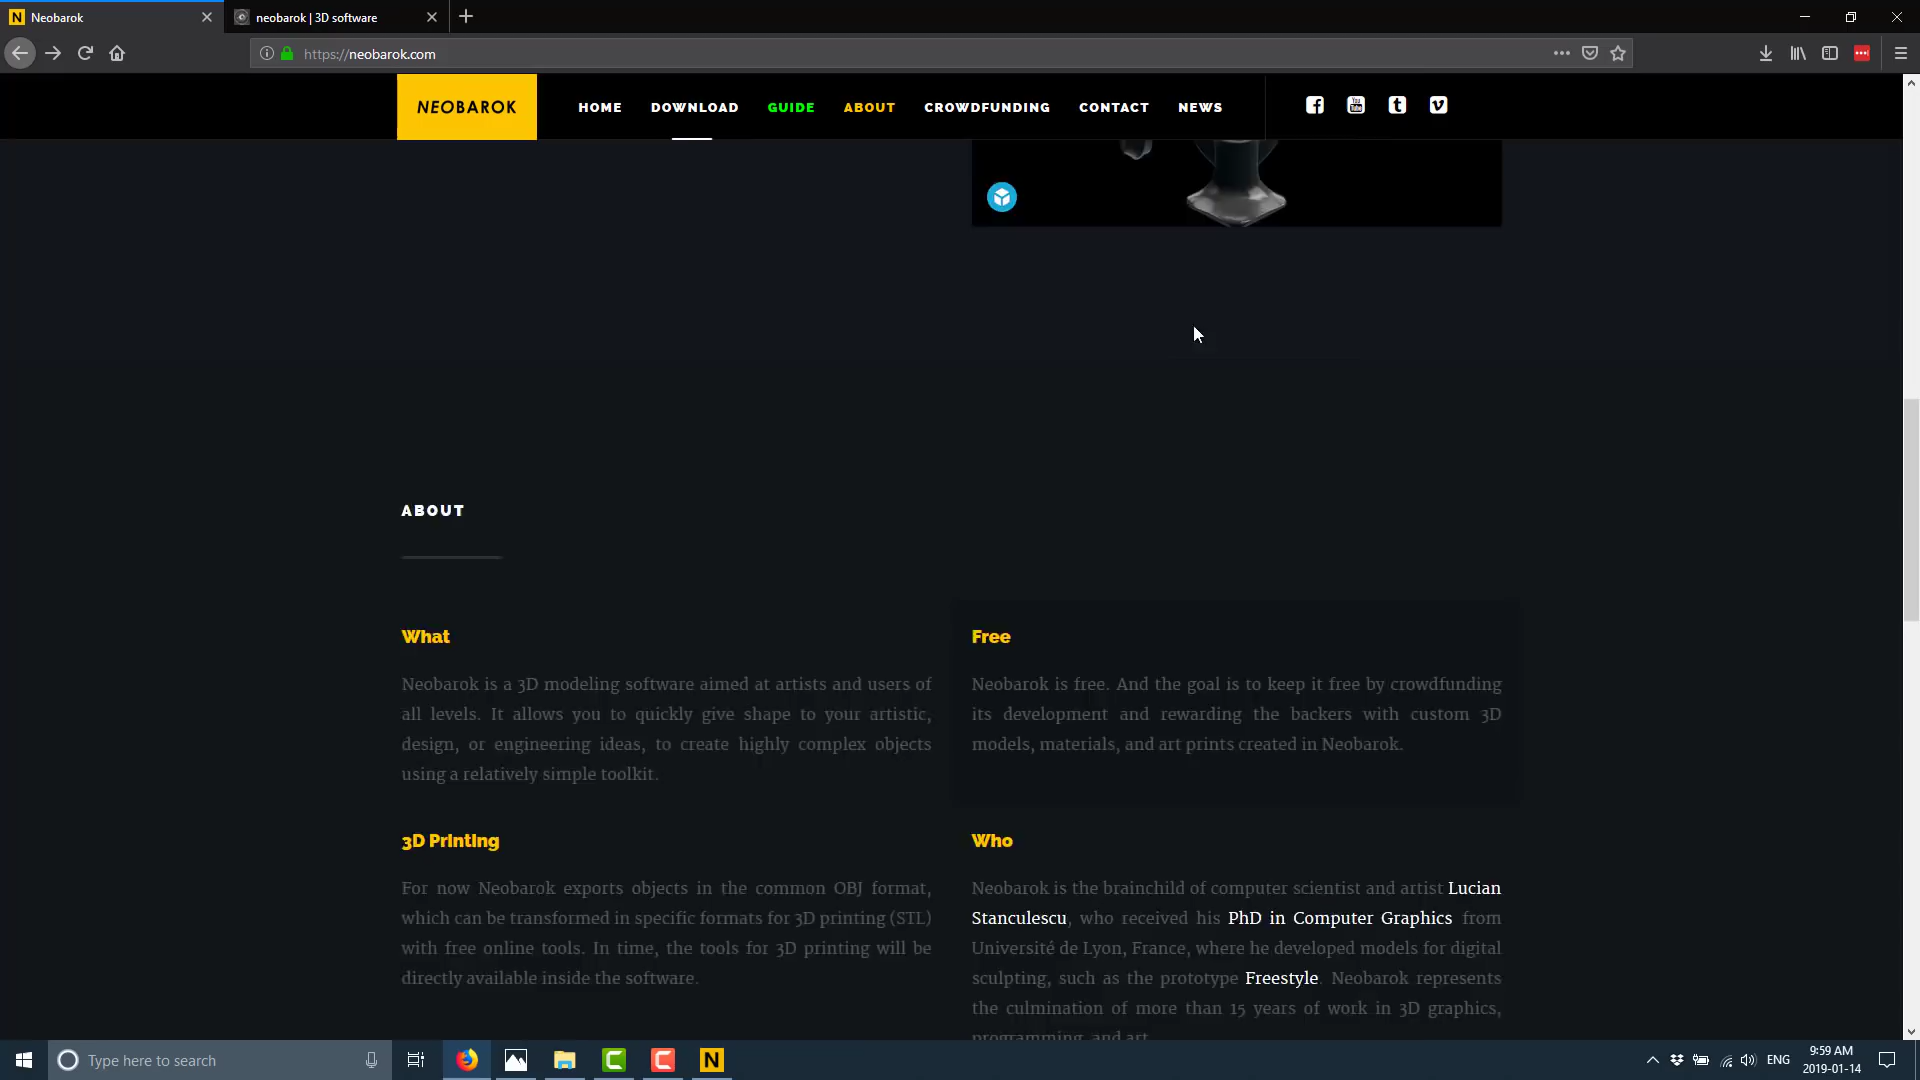 Neobarok
neobarok | 3D software
https://neobarok.com
NEOBAROK
HOME DOWNLOAD GUIDE ABOUT CROWDFUNDING CONTACT NEWS
ABOUT
What
Neobarok is a 3D modeling software aimed at artists and users of
all levels. It allows you to quickly give shape to your artistic,
design, or engineering ideas, to create highly complex objects
using a relatively simple toolkit.
Free
Neobarok is free. And the goal is to keep it free by crowdfunding
its development and rewarding the backers with custom 3D
models, materials, and art prints created in Neobarok.
3D Printing
For now Neobarok exports objects in the common OBJ format,
which can be transformed in specific formats for 3D printing (STL)
with free online tools. In time, the tools for 3D printing will be
directly available inside the software.
Who
Neobarok is the brainchild of computer scientist and artist Lucian
Stanculescu, who received his PhD in Computer Graphics from
Université de Lyon, France, where he developed models for digital
sculpting, such as the prototype Freestyle. Neobarok represents
the culmination of more than 15 years of work in 3D graphics,
programming, and art.
Type here to search
ENG
9:59 AM
2019-01-14